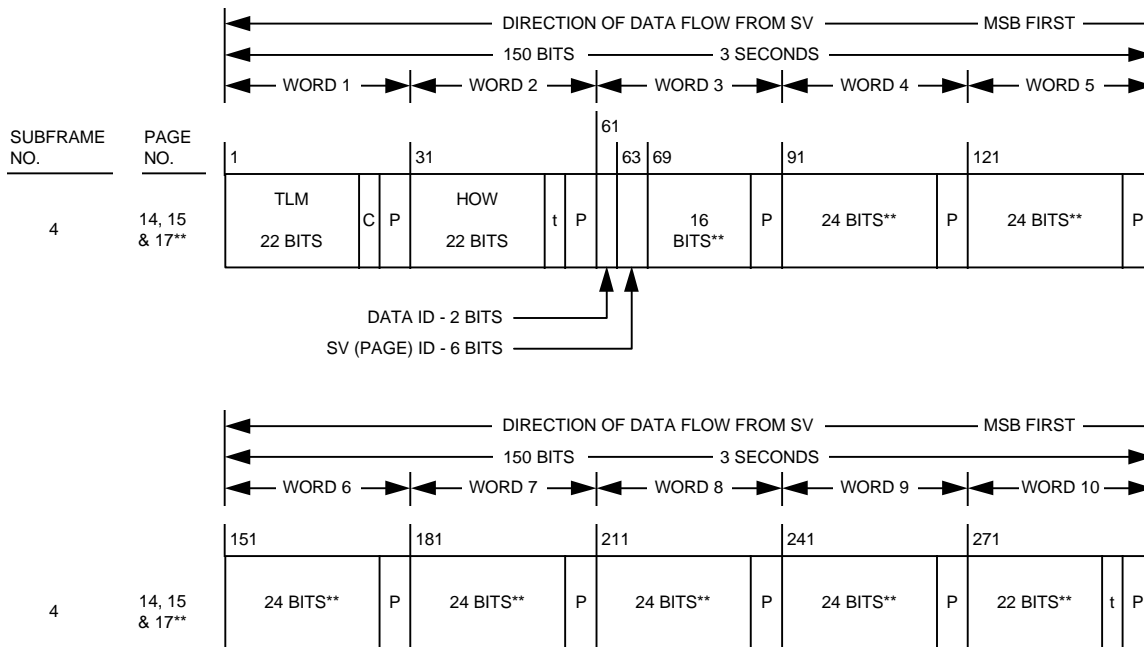 DIRECTION OF DATA FLOW FROM SV MSB FIRST
150 BITS 3 SECONDS
WORD 1 WORD 2 WORD 3 WORD 4 WORD 5
SUBFRAME NO. PAGE NO.
1 31 61 63 69 91 121
4
14, 15
& 17**
TLM
22 BITS
C
P
HOW
22 BITS
t
P
16
BITS**
P
24 BITS**
P
24 BITS**
P
DATA ID - 2 BITS
SV (PAGE) ID - 6 BITS
DIRECTION OF DATA FLOW FROM SV MSB FIRST
150 BITS 3 SECONDS
WORD 6 WORD 7 WORD 8 WORD 9 WORD 10
151 181 211 241 271
4
14, 15
& 17**
24 BITS**
P
24 BITS**
P
24 BITS**
P
24 BITS**
P
22 BITS**
t
P